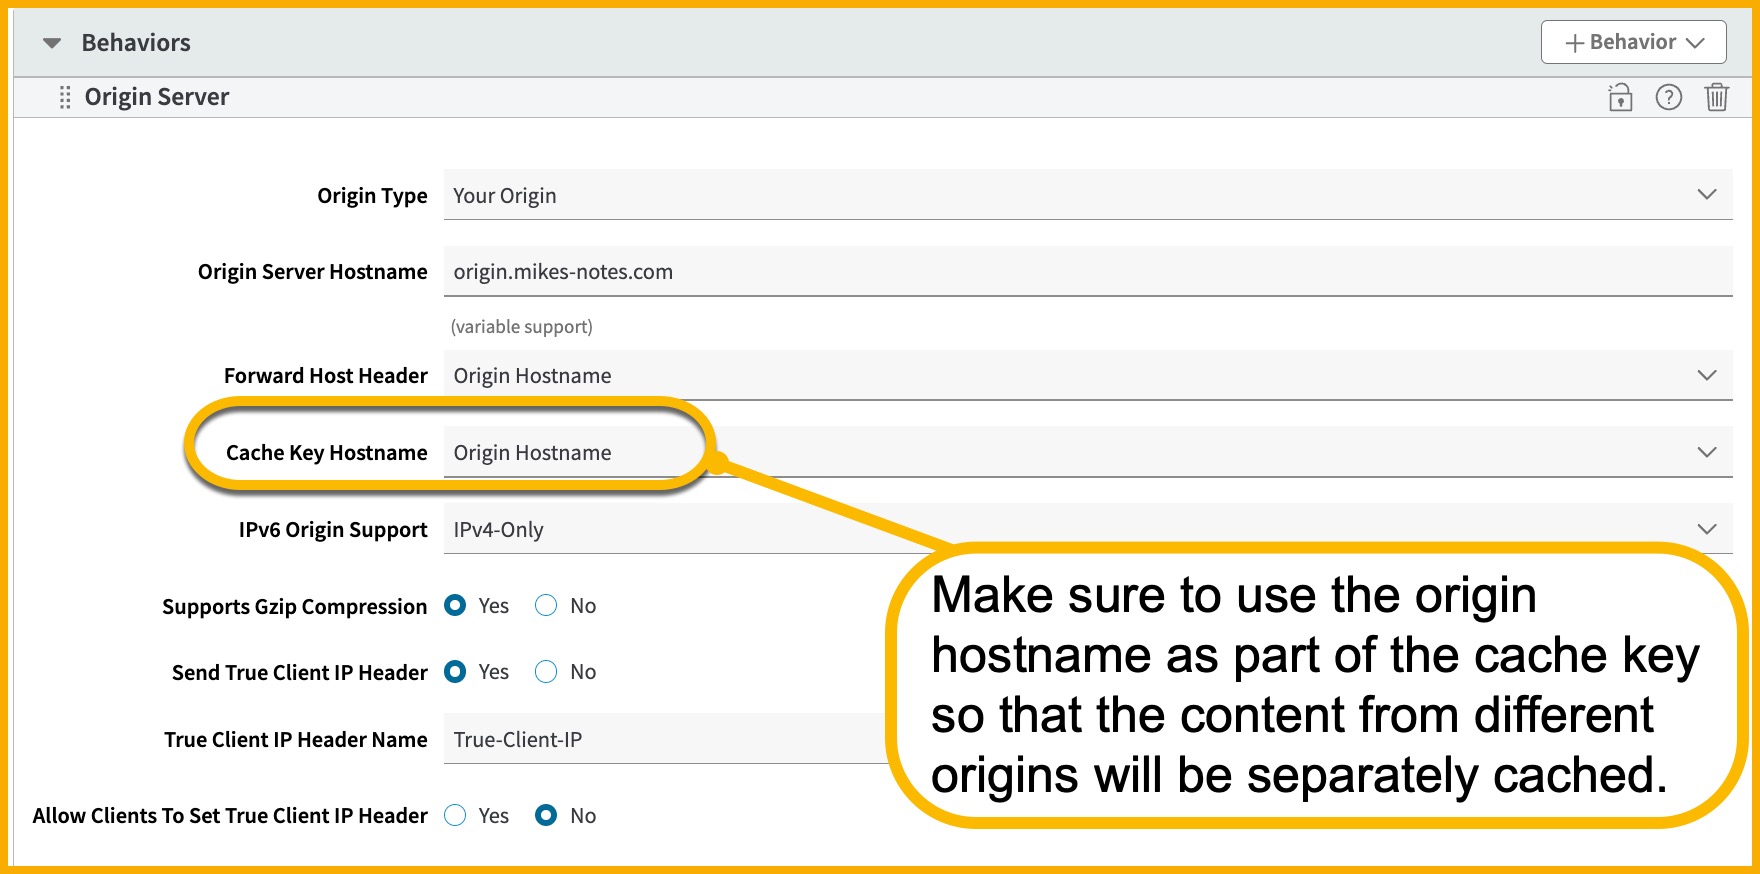 Behaviors
+ Behavior
Origin Server
?
Origin Type Your Origin
Origin Server Hostname origin.mikes-notes.com
(variable support)
Forward Host Header Origin Hostname
Cache Key Hostname Origin Hostname
IPv6 Origin Support IPv4-Only
Supports Gzip Compression Yes No
Send True Client IP Header Yes No
True Client IP Header Name True-Client-IP
Allow Clients To Set True Client IP Header Yes No
Make sure to use the origin
hostname as part of the cache key
so that the content from different
origins will be separately cached.